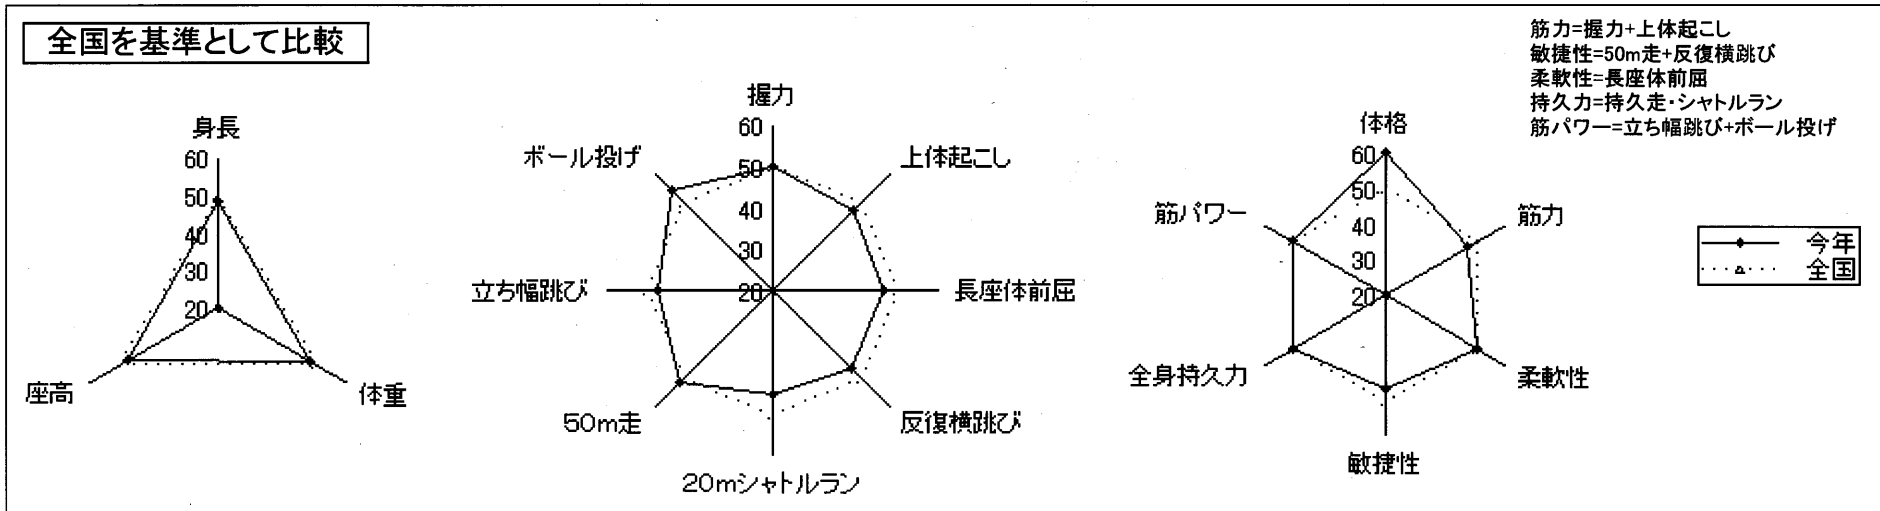 全国を基準として比較
筋力=握力+上体起こし
敏捷性=50m走+反復横跳び
柔軟性=長座体前屈
持久力=持久走・シャトルラン
筋パワー=立ち幅跳び+ボール投げ
身長
60
50
40
30
20
座高
体重
握力
60
50
40
30
20
ボール投げ
上体起こし
立ち幅跳び
長座体前屈
50m走
反復横跳び
20mシャトルラン
体格
60
50
40
30
20
筋パワー
筋力
全身持久力
柔軟性
敏捷性
今年
全国